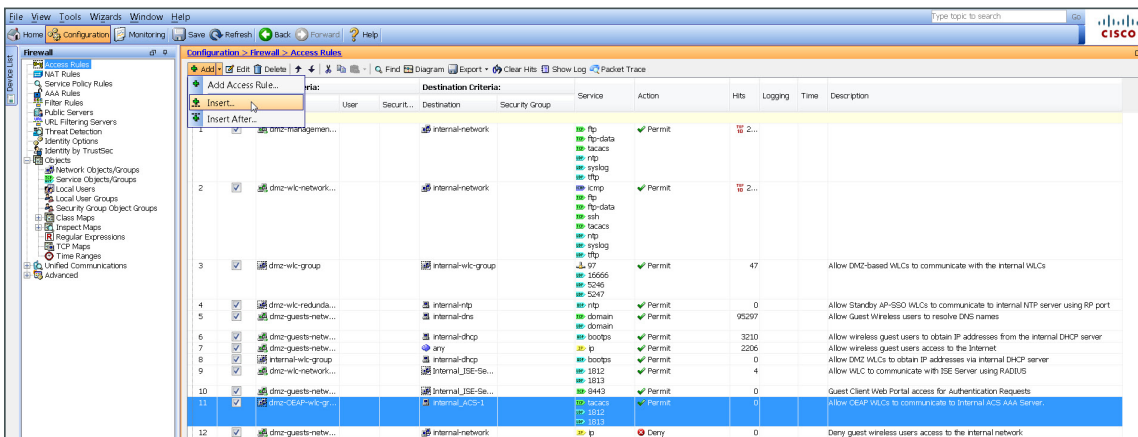 File View Tools Wizards Window Help
Type topic to search Go
Home Configuration Monitoring Save Refresh Back Forward Help
CISCO
Device List
Firewall
Access Rules
NAT Rules
Service Policy Rules
AAA Rules
Filter Rules
Public Servers
URL Filtering Servers
Threat Detection
Identity Options
Identity by TrustSec
Objects
Network Objects/Groups
Service Objects/Groups
Local Users
Local User Groups
Security Group Object Groups
Class Maps
Inspect Maps
Regular Expressions
TCP Maps
Time Ranges
Unified Communications
Advanced
Configuration > Firewall > Access Rules
Add Edit Delete Find Diagram Export Clear Hits Show Log Packet Trace
Add Access Rule...
Insert...
Insert After...
eria: Destination Criteria: Service Action Hits Logging Time Description
User Securit... Destination Security Group
1 dmz-managemen... internal-network ftp Permit 2...
ftp-data
tacacs
ntp
syslog
tftp
2 dmz-wlc-network... internal-network icmp Permit 2...
ftp
ftp-data
ssh
tacacs
ntp
syslog
tftp
3 dmz-wlc-group internal-wlc-group 97 Permit 47 Allow DMZ-based WLCs to communicate with the internal WLCs
16666
5246
5247
4 dmz-wlc-redunda... internal-ntp ntp Permit 0 Allow Standby AP-SSO WLCs to communicate to internal NTP server using RP port
5 dmz-guests-netw... internal-dns domain Permit 95297 Allow Guest Wireless users to resolve DNS names
domain
6 dmz-guests-netw... internal-dhcp bootps Permit 3210 Allow wireless guest users to obtain IP addresses from the internal DHCP server
7 dmz-guests-netw... any ip Permit 2206 Allow wireless guest users access to the Internet
8 internal-wlc-group internal-dhcp bootps Permit 0 Allow DMZ WLCs to obtain IP addresses via internal DHCP server
9 dmz-wlc-network... Internal_ISE-Se... 1812 Permit 4 Allow WLC to communicate with ISE Server using RADIUS
1813
10 dmz-guests-netw... Internal_ISE-Se... 8443 Permit 0 Guest Client Web Portal access for Authentication Requests
11 dmz-OEAP-wlc-gr... internal_ACS-1 tacacs Permit 0 Allow OEAP WLCs to communicate to Internal ACS AAA Server.
1812
1813
12 dmz-guests-netw... internal-network ip Deny 0 Deny guest wireless users access to the internal network